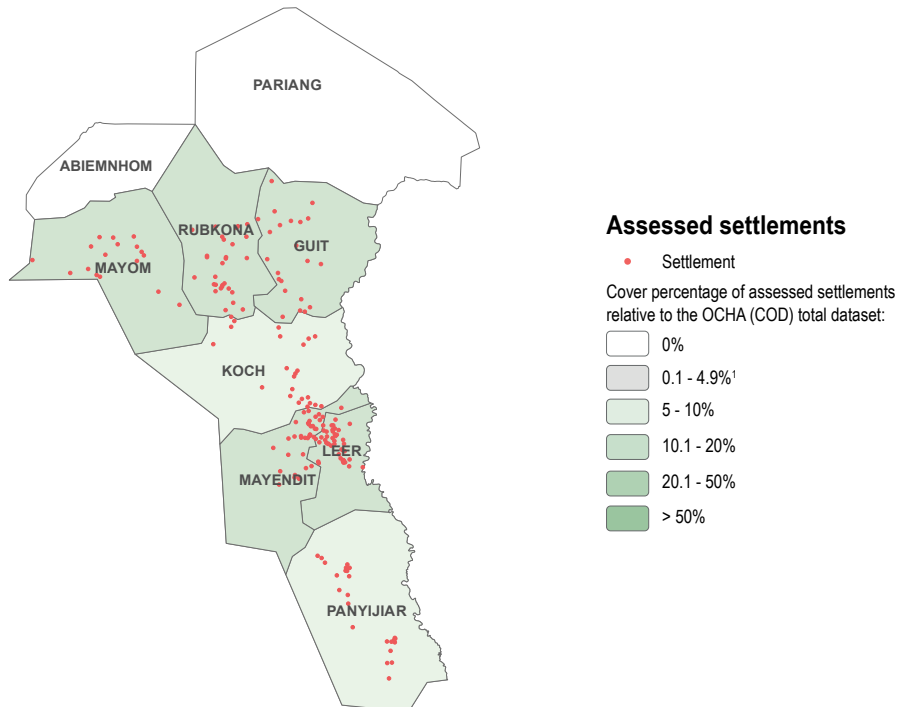 PARIANG
ABIEMNHOM
RUBKONA
GUIT
MAYOM
KOCH
LEER
MAYENDIT
PANYIJIAR
Assessed settlements
Settlement
Cover percentage of assessed settlements
relative to the OCHA (COD) total dataset:
0%
0.1 - 4.9%¹
5 - 10%
10.1 - 20%
20.1 - 50%
> 50%